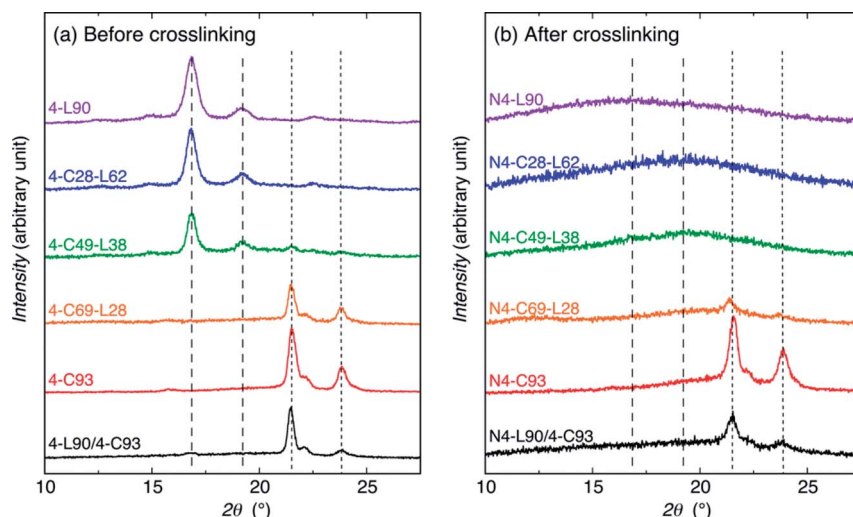 (a) Before crosslinking
4-L90
4-C28-L62
4-C49-L38
4-C69-L28
4-C93
4-L90/4-C93
Intensity (arbitrary unit)
10 15 20 25
2θ (°)
(b) After crosslinking
N4-L90
N4-C28-L62
N4-C49-L38
N4-C69-L28
N4-C93
N4-L90/4-C93
Intensity (arbitrary unit)
10 15 20 25
2θ (°)